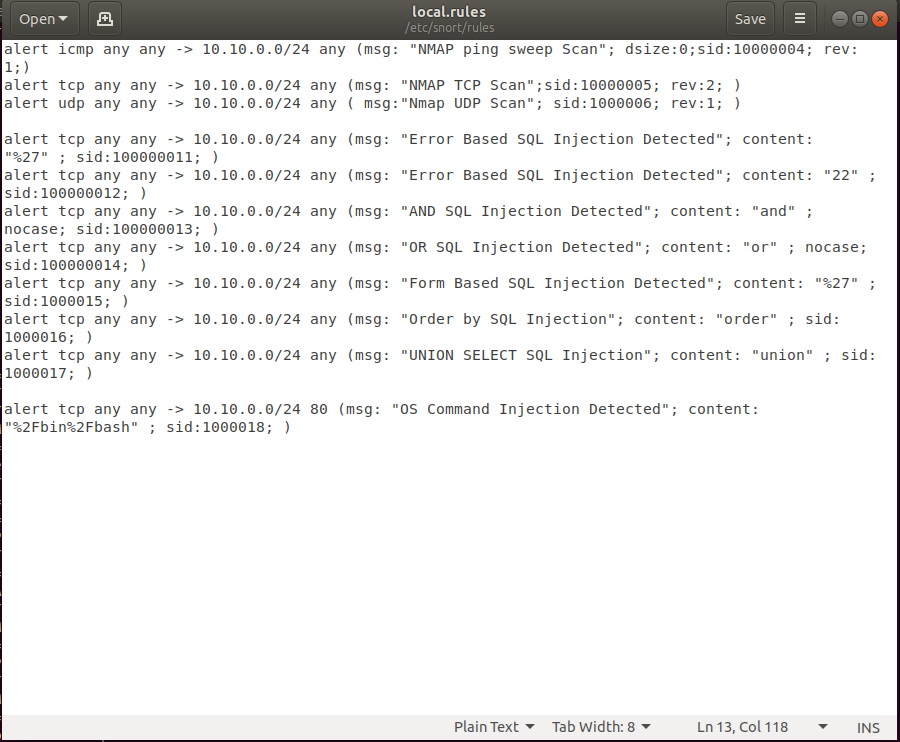 Open
local.rules
/etc/snort/rules
Save
alert icmp any any -> 10.10.0.0/24 any (msg: "NMAP ping sweep Scan"; dsize:0;sid:10000004; rev:
1;)
alert tcp any any -> 10.10.0.0/24 any (msg: "NMAP TCP Scan";sid:10000005; rev:2; )
alert udp any any -> 10.10.0.0/24 any ( msg:"Nmap UDP Scan"; sid:1000006; rev:1; )
alert tcp any any -> 10.10.0.0/24 any (msg: "Error Based SQL Injection Detected"; content:
"%27" ; sid:100000011; )
alert tcp any any -> 10.10.0.0/24 any (msg: "Error Based SQL Injection Detected"; content: "22" ;
sid:100000012; )
alert tcp any any -> 10.10.0.0/24 any (msg: "AND SQL Injection Detected"; content: "and" ;
nocase; sid:100000013; )
alert tcp any any -> 10.10.0.0/24 any (msg: "OR SQL Injection Detected"; content: "or" ; nocase;
sid:100000014; )
alert tcp any any -> 10.10.0.0/24 any (msg: "Form Based SQL Injection Detected"; content: "%27" ;
sid:1000015; )
alert tcp any any -> 10.10.0.0/24 any (msg: "Order by SQL Injection"; content: "order" ; sid:
1000016; )
alert tcp any any -> 10.10.0.0/24 any (msg: "UNION SELECT SQL Injection"; content: "union" ; sid:
1000017; )
alert tcp any any -> 10.10.0.0/24 80 (msg: "OS Command Injection Detected"; content:
"%2Fbin%2Fbash" ; sid:1000018; )
Plain Text Tab Width: 8 Ln 13, Col 118 INS